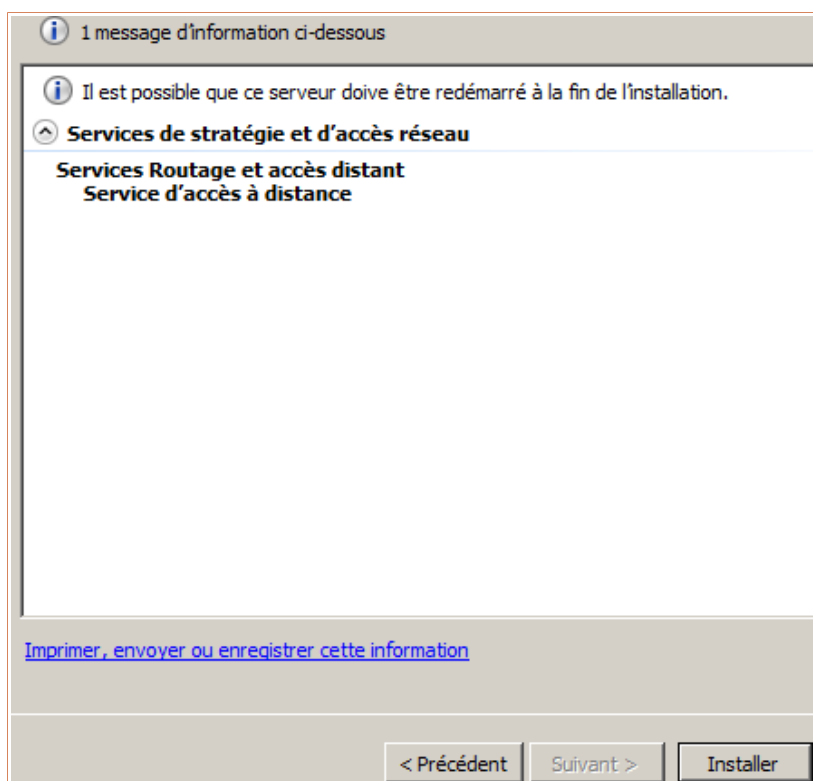 1 message d'information ci-dessous
Il est possible que ce serveur doive être redémarré à la fin de l'installation.
Services de stratégie et d'accès réseau
Services Routage et accès distant
Service d'accès à distance
Imprimer, envoyer ou enregistrer cette information
< Précédent
Suivant >
Installer